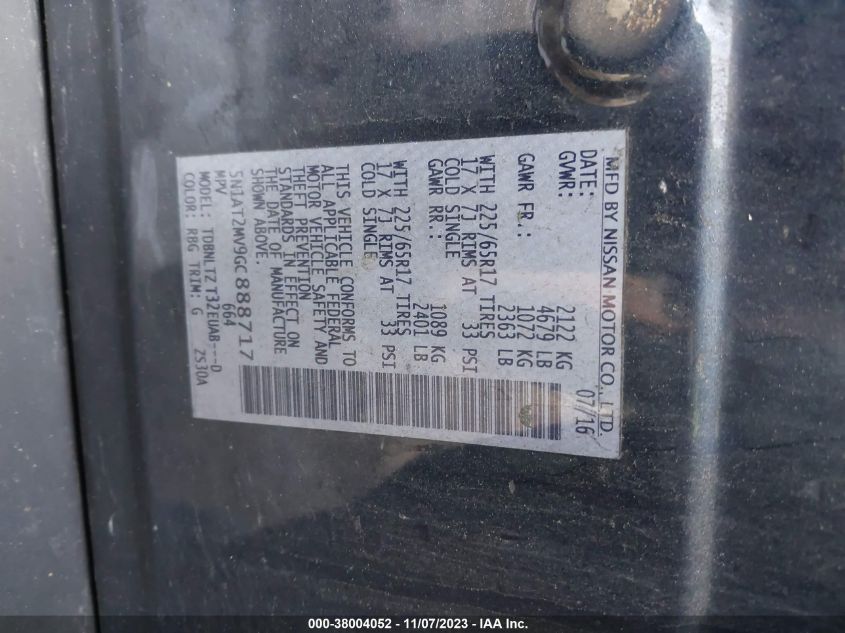 MFD BY NISSAN MOTOR CO., LTD.
DATE: 07/16
GVWR: 2122 KG
4679 LB
GAWR FR.: 1072 KG
2363 LB
WITH 225/65R17 TIRES
17 X 7J RIMS AT 33 PSI
COLD SINGLE
GAWR RR.: 1089 KG
2401 LB
WITH 225/65R17 TIRES
17 X 7J RIMS AT 33 PSI
COLD SINGLE
THIS VEHICLE CONFORMS TO
ALL APPLICABLE FEDERAL
MOTOR VEHICLE SAFETY AND
THEFT PREVENTION
STANDARDS IN EFFECT ON
THE DATE OF MANUFACTURE
SHOWN ABOVE.
5N1AT2MV9GC888717
MPV 664
MODEL: TDBNLTZ T32EUAB---D
COLOR: RBG TRIM: G 2S30A
000-38004052 - 11/07/2023 - IAA Inc.